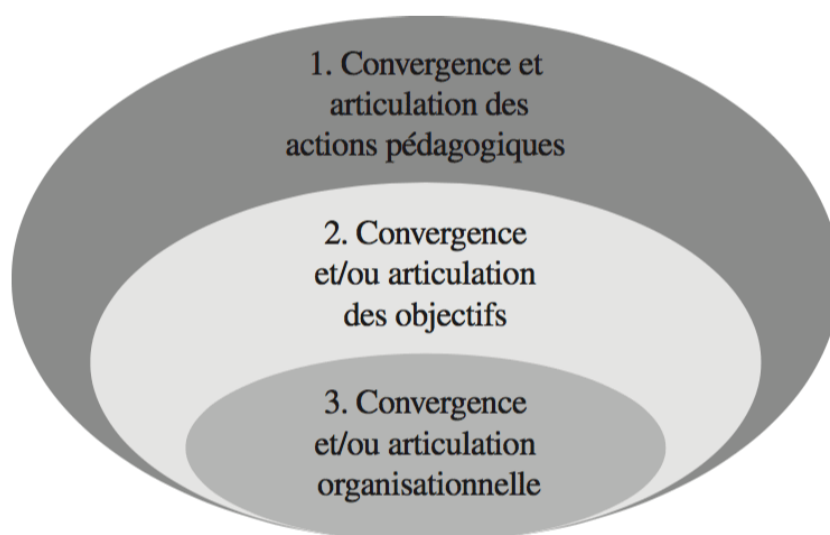 1. Convergence et
articulation des
actions pédagogiques
2. Convergence
et/ou articulation
des objectifs
3. Convergence
et/ou articulation
organisationnelle